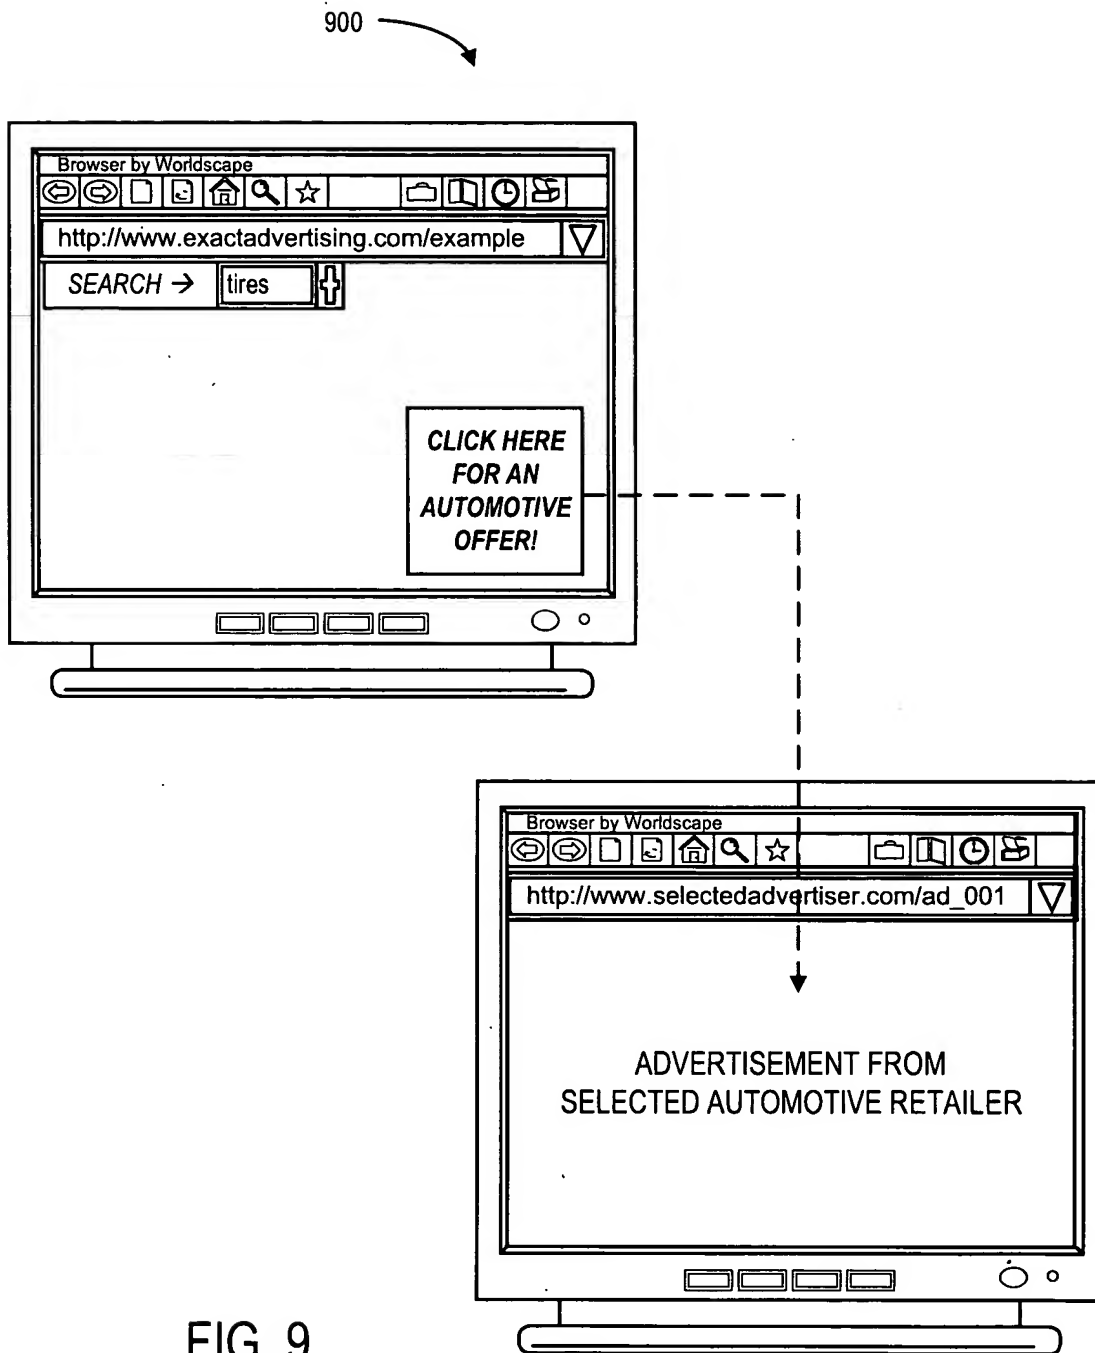 900
Browser by Worldscape
http://www.exactadvertising.com/example
SEARCH → tires
CLICK HERE
FOR AN
AUTOMOTIVE
OFFER!
Browser by Worldscape
http://www.selectedadvertiser.com/ad_001
ADVERTISEMENT FROM
SELECTED AUTOMOTIVE RETAILER
FIG. 9